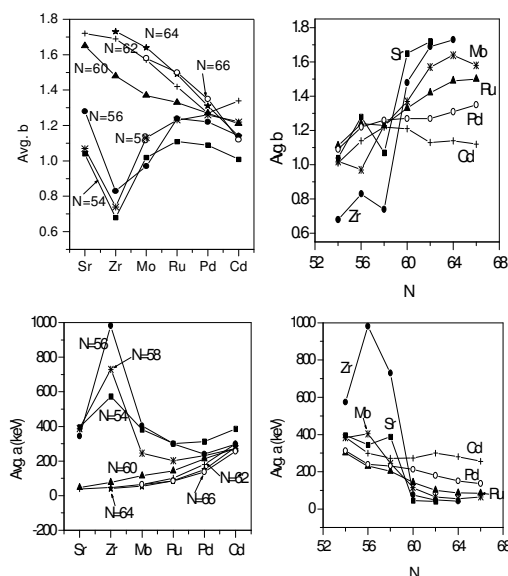 Avg. b
1.8
1.6
1.4
1.2
1.0
0.8
0.6
N=64
N=62
N=66
N=60
N=56
N=58
N=54
Sr Zr Mo Ru Pd Cd
Avg.b
1.8
1.6
1.4
1.2
1.0
0.8
0.6
Sr
Mo
Ru
Pd
Cd
Zr
52 56 60 64 68
N
Avg. a (keV)
1000
800
600
400
200
0
-200
N=56
N=58
N=54
N=60
N=62
N=66
N=64
Sr Zr Mo Ru Pd Cd
Avg. a (keV)
1000
800
600
400
200
0
Zr
Mo
Sr
Cd
Pd
Ru
52 56 60 64 68
N